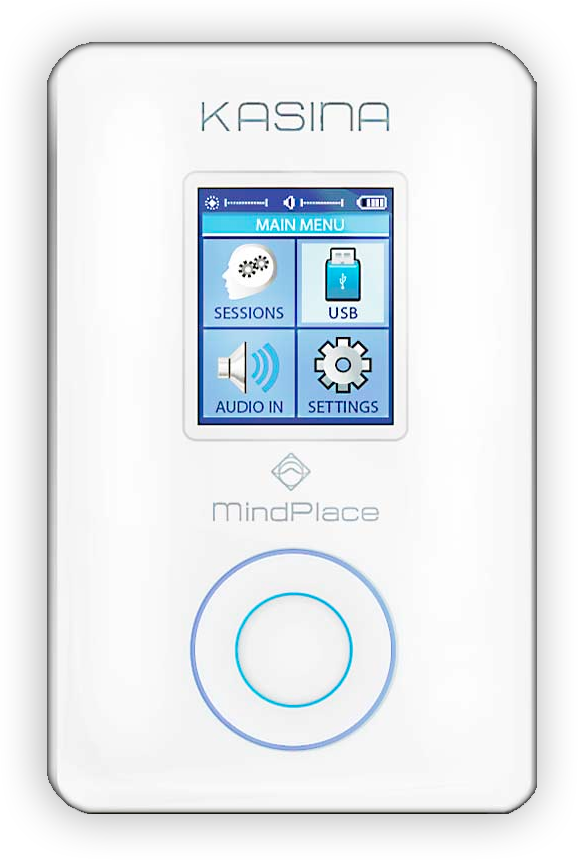 KASINA
MAIN MENU
SESSIONS
USB
AUDIO IN
SETTINGS
MindPlace